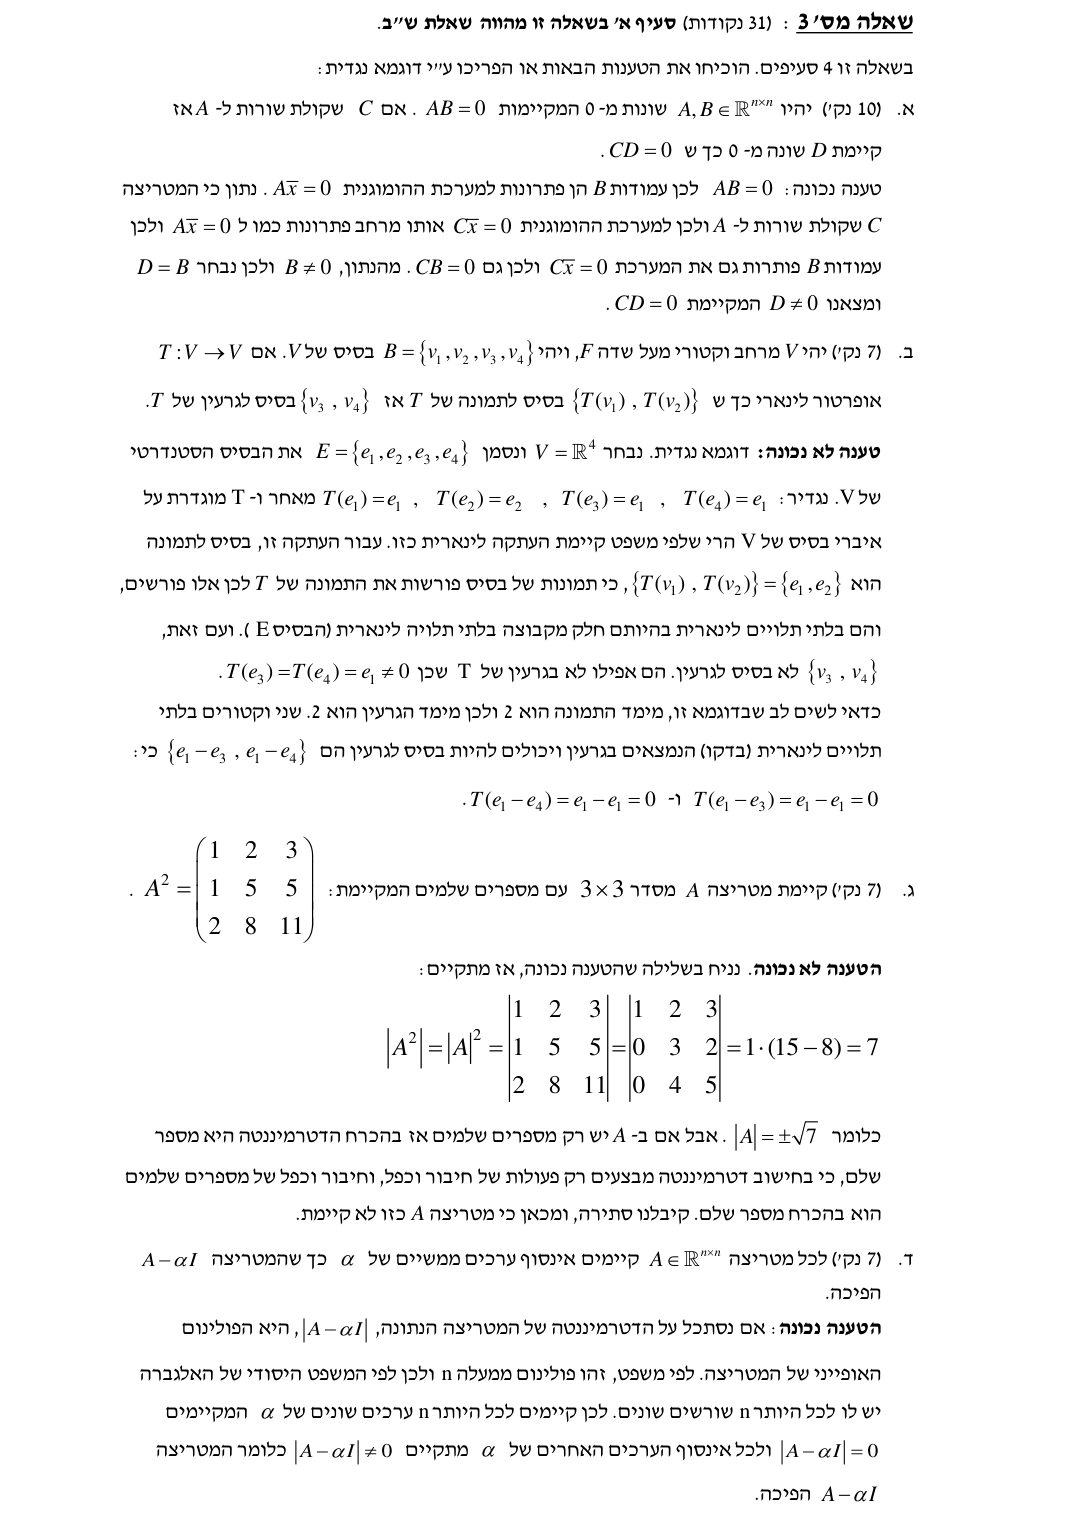 שאלה מס' 3 : (31 נקודות) סעיף א' בשאלה זו מהווה שאלת ש"ב.
בשאלה זו 4 סעיפים. הוכיחו את הטענות הבאות או הפריכו ע"י דוגמא נגדית:
א. (10 נק') יהיו A, B ∈ ℝ^{n×n} שונות מ- 0 המקיימות AB = 0 . אם C שקולת שורות ל- A אז
קיימת D שונה מ- 0 כך ש CD = 0 .
טענה נכונה: AB = 0 לכן עמודות B הן פתרונות למערכת ההומוגנית Ax̅ = 0 . נתון כי המטריצה
C שקולת שורות ל- A ולכן למערכת ההומוגנית Cx̅ = 0 אותו מרחב פתרונות כמו ל Ax̅ = 0 ולכן
עמודות B פותרות גם את המערכת Cx̅ = 0 ולכן גם CB = 0 . מהנתון, B ≠ 0 ולכן נבחר D = B
ומצאנו D ≠ 0 המקיימת CD = 0 .
ב. (7 נק') יהי V מרחב וקטורי מעל שדה F, ויהי B = {v₁, v₂, v₃, v₄} בסיס של V. אם T : V → V
אופרטור לינארי כך ש {T(v₁) , T(v₂)} בסיס לתמונה של T אז {v₃ , v₄} בסיס לגרעין של T.
טענה לא נכונה: דוגמא נגדית. נבחר V = ℝ⁴ ונסמן E = {e₁, e₂, e₃, e₄} את הבסיס הסטנדרטי
של V. נגדיר: T(e₁) = e₁ , T(e₂) = e₂ , T(e₃) = e₁ , T(e₄) = e₁ מאחר ו- T מוגדרת על
איברי בסיס של V הרי שלפי משפט קיימת העתקה לינארית כזו. עבור העתקה זו, בסיס לתמונה
הוא {T(v₁) , T(v₂)} = {e₁, e₂} , כי תמונות של בסיס פורשות את התמונה של T לכן אלו פורשים,
והם בלתי תלויים לינארית בהיותם חלק מקבוצה בלתי תלויה לינארית (הבסיס E ). ועם זאת,
{v₃ , v₄} לא בסיס לגרעין. הם אפילו לא בגרעין של T שכן T(e₃) = T(e₄) = e₁ ≠ 0 .
כדאי לשים לב שבדוגמא זו, מימד התמונה הוא 2 ולכן מימד הגרעין הוא 2. שני וקטורים בלתי
תלויים לינארית (בדקו) הנמצאים בגרעין ויכולים להיות בסיס לגרעין הם {e₁ − e₃ , e₁ − e₄} כי:
T(e₁ − e₃) = e₁ − e₁ = 0 ו- T(e₁ − e₄) = e₁ − e₁ = 0 .
ג. (7 נק') קיימת מטריצה A מסדר 3 × 3 עם מספרים שלמים המקיימת: A² = (1 2 3; 1 5 5; 2 8 11) .
הטענה לא נכונה. נניח בשלילה שהטענה נכונה, אז מתקיים:
|A²| = |A|² = |1 2 3; 1 5 5; 2 8 11| = |1 2 3; 0 3 2; 0 4 5| = 1·(15 − 8) = 7
כלומר |A| = ±√7 . אבל אם ב- A יש רק מספרים שלמים אז בהכרח הדטרמיננטה היא מספר
שלם, כי בחישוב דטרמיננטה מבצעים רק פעולות של חיבור וכפל, וחיבור וכפל של מספרים שלמים
הוא בהכרח מספר שלם. קיבלנו סתירה, ומכאן כי מטריצה A כזו לא קיימת.
ד. (7 נק') לכל מטריצה A ∈ ℝ^{n×n} קיימים אינסוף ערכים ממשיים של α כך שהמטריצה A − αI
הפיכה.
הטענה נכונה: אם נסתכל על הדטרמיננטה של המטריצה הנתונה, |A − αI| , היא הפולינום
האופייני של המטריצה. לפי משפט, זהו פולינום ממעלה n ולכן לפי המשפט היסודי של האלגברה
יש לו לכל היותר n שורשים שונים. לכן קיימים לכל היותר n ערכים שונים של α המקיימים
|A − αI| = 0 ולכל אינסוף הערכים האחרים של α מתקיים |A − αI| ≠ 0 כלומר המטריצה
A − αI הפיכה.